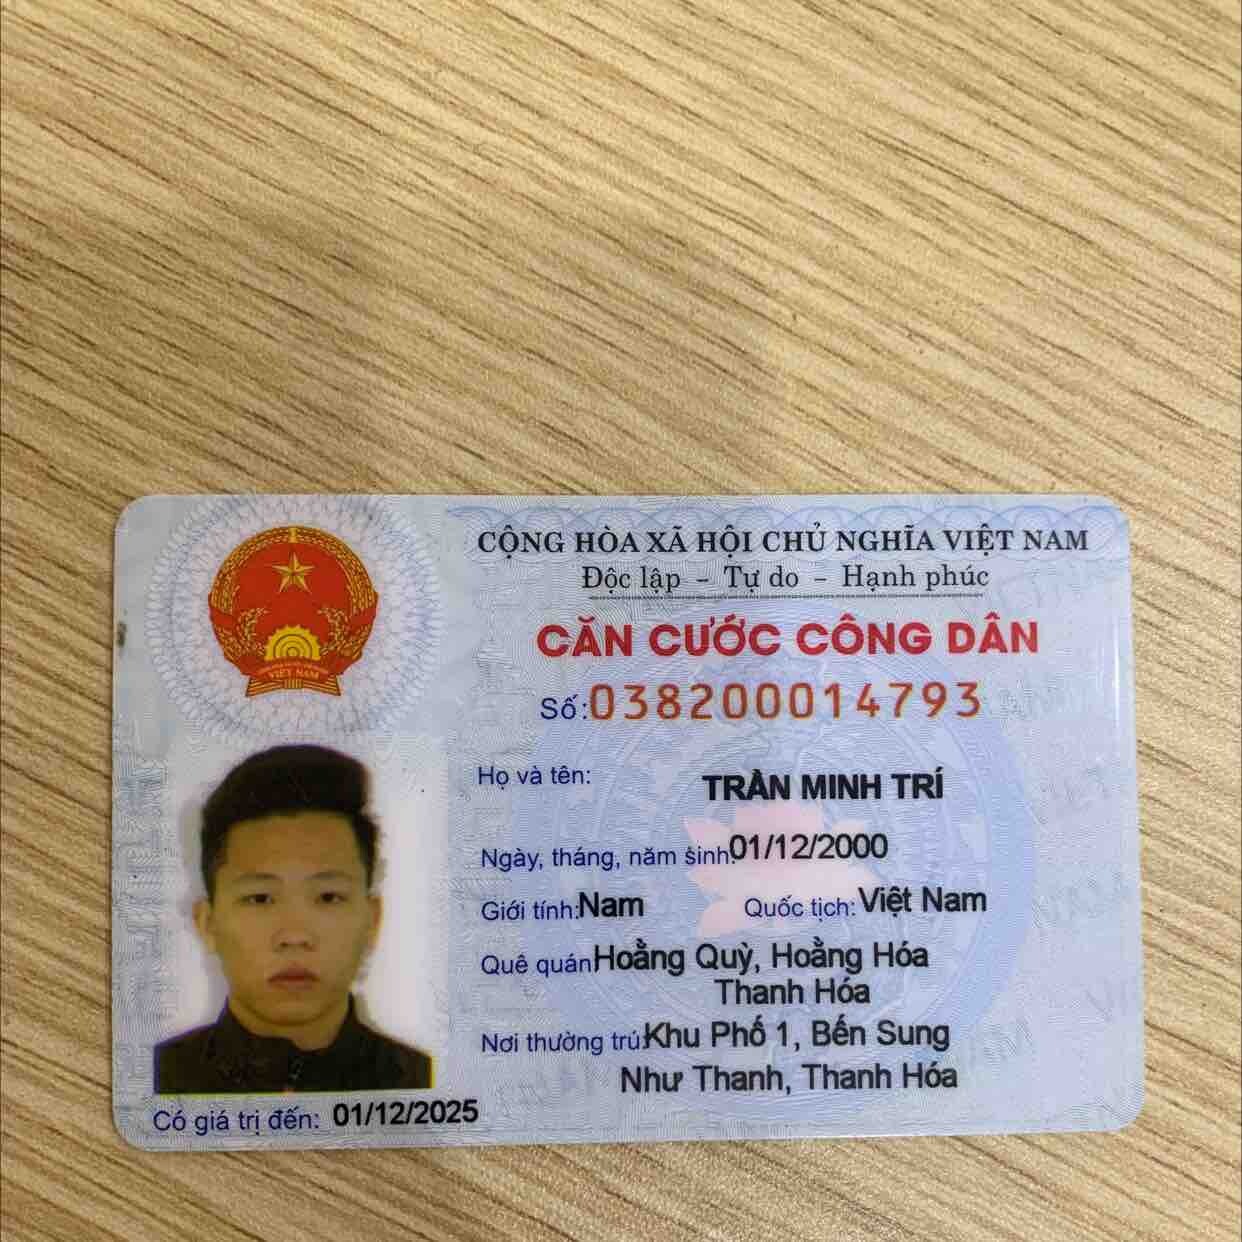 CỘNG HÒA XÃ HỘI CHỦ NGHĨA VIỆT NAM
Độc lập - Tự do - Hạnh phúc
CĂN CƯỚC CÔNG DÂN
Số: 038200014793
Họ và tên: TRẦN MINH TRÍ
Ngày, tháng, năm sinh: 01/12/2000
Giới tính: Nam Quốc tịch: Việt Nam
Quê quán Hoằng Quỳ, Hoằng Hóa
Thanh Hóa
Nơi thường trú: Khu Phố 1, Bến Sung
Như Thanh, Thanh Hóa
Có giá trị đến: 01/12/2025
VIỆT NAM